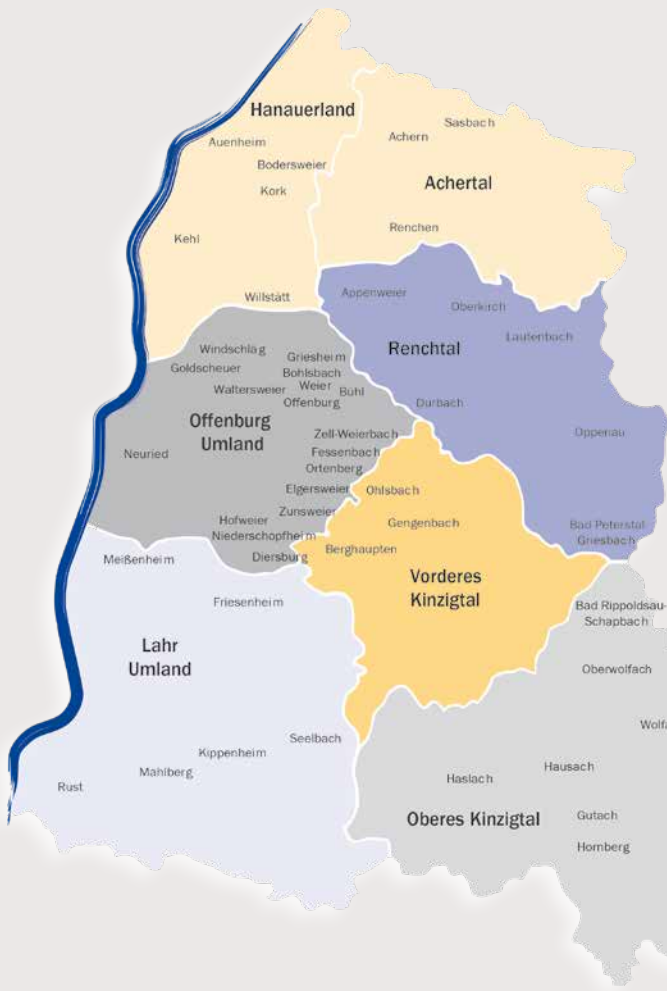 Hanauerland
Auenheim
Bodersweier
Kork
Kehl
Willstätt
Sasbach
Achern
Achertal
Renchen
Appenweier
Oberkirch
Lautenbach
Renchtal
Durbach
Oppenau
Bad Peterstal-
Griesbach
Windschläg
Goldscheuer
Griesheim
Bohlsbach
Weier
Waltersweier
Bühl
Offenburg
Offenburg
Umland
Neuried
Zell-Weierbach
Fessenbach
Ortenberg
Elgersweier
Zunsweier
Hofweier
Niederschopfheim
Diersburg
Ohlsbach
Gengenbach
Berghaupten
Vorderes
Kinzigtal
Meißenheim
Friesenheim
Lahr
Umland
Seelbach
Kippenheim
Mahlberg
Rust
Bad Rippoldsau-
Schapbach
Oberwolfach
Wolfa
Hausach
Haslach
Oberes Kinzigtal
Gutach
Hornberg